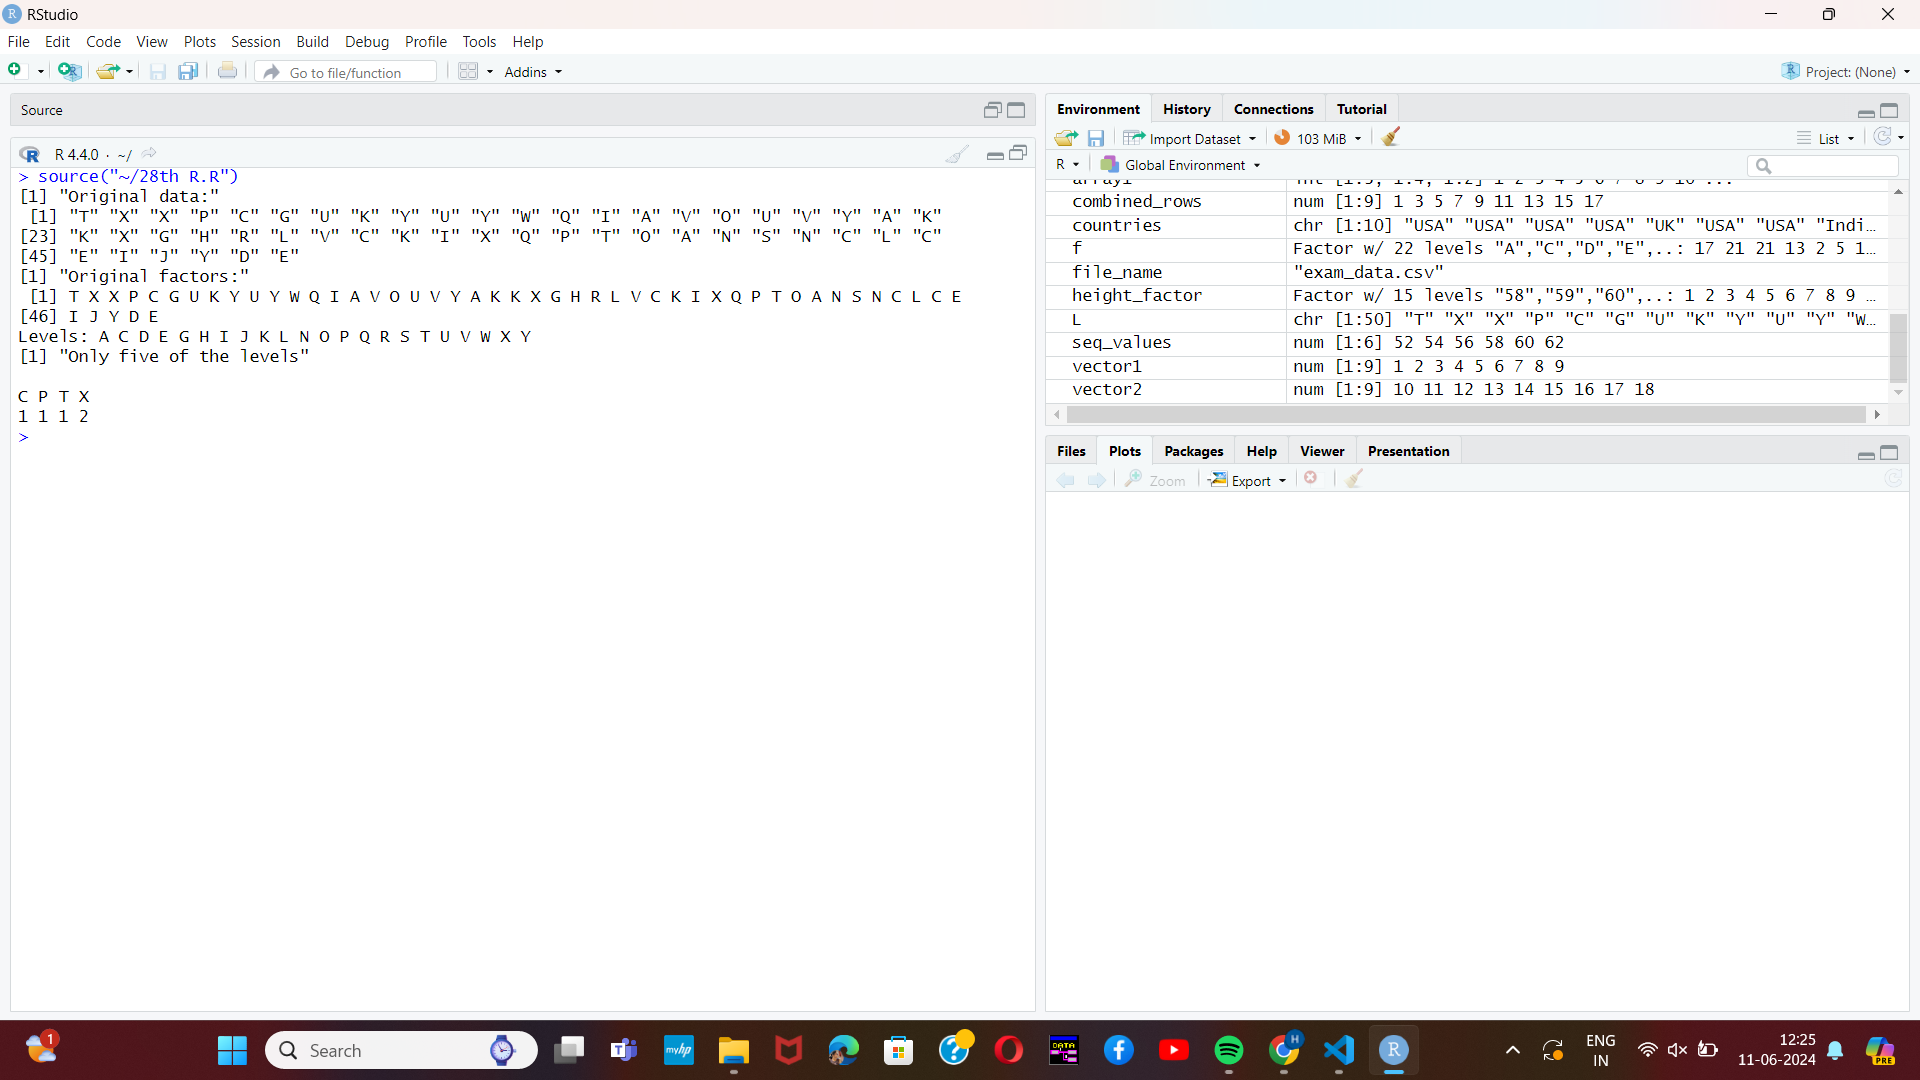 RStudio
File Edit Code View Plots Session Build Debug Profile Tools Help
Go to file/function Addins Project: (None)
Source
R 4.4.0 · ~/
> source("~/28th R.R")
[1] "Original data:"
[1] "T" "X" "X" "P" "C" "G" "U" "K" "Y" "U" "Y" "W" "Q" "I" "A" "V" "O" "U" "V" "Y" "A" "K"
[23] "K" "X" "G" "H" "R" "L" "V" "C" "K" "I" "X" "Q" "P" "T" "O" "A" "N" "S" "N" "C" "L" "C"
[45] "E" "I" "J" "Y" "D" "E"
[1] "Original factors:"
[1] T X X P C G U K Y U Y W Q I A V O U V Y A K K X G H R L V C K I X Q P T O A N S N C L C E
[46] I J Y D E
Levels: A C D E G H I J K L N O P Q R S T U V W X Y
[1] "Only five of the levels"
C P T X
1 1 1 2
>
Environment History Connections Tutorial
Import Dataset 103 MiB List
R Global Environment
combined_rows num [1:9] 1 3 5 7 9 11 13 15 17
countries chr [1:10] "USA" "USA" "USA" "USA" "UK" "USA" "USA" "Indi…
f Factor w/ 22 levels "A","C","D","E",..: 17 21 21 13 2 5 1…
file_name "exam_data.csv"
height_factor Factor w/ 15 levels "58","59","60",..: 1 2 3 4 5 6 7 8 9 …
L chr [1:50] "T" "X" "X" "P" "C" "G" "U" "K" "Y" "U" "Y" "W…
seq_values num [1:6] 52 54 56 58 60 62
vector1 num [1:9] 1 2 3 4 5 6 7 8 9
vector2 num [1:9] 10 11 12 13 14 15 16 17 18
Files Plots Packages Help Viewer Presentation
Zoom Export
1 Search myhp DATA H R ENG
IN
12:25
11-06-2024
PRE